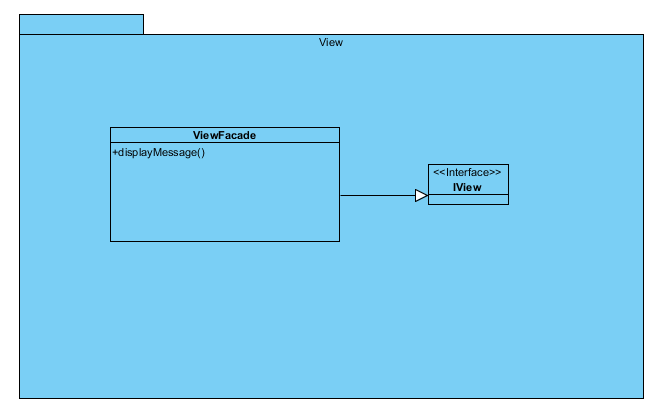 View
ViewFacade
+displayMessage()
<<Interface>>
IView